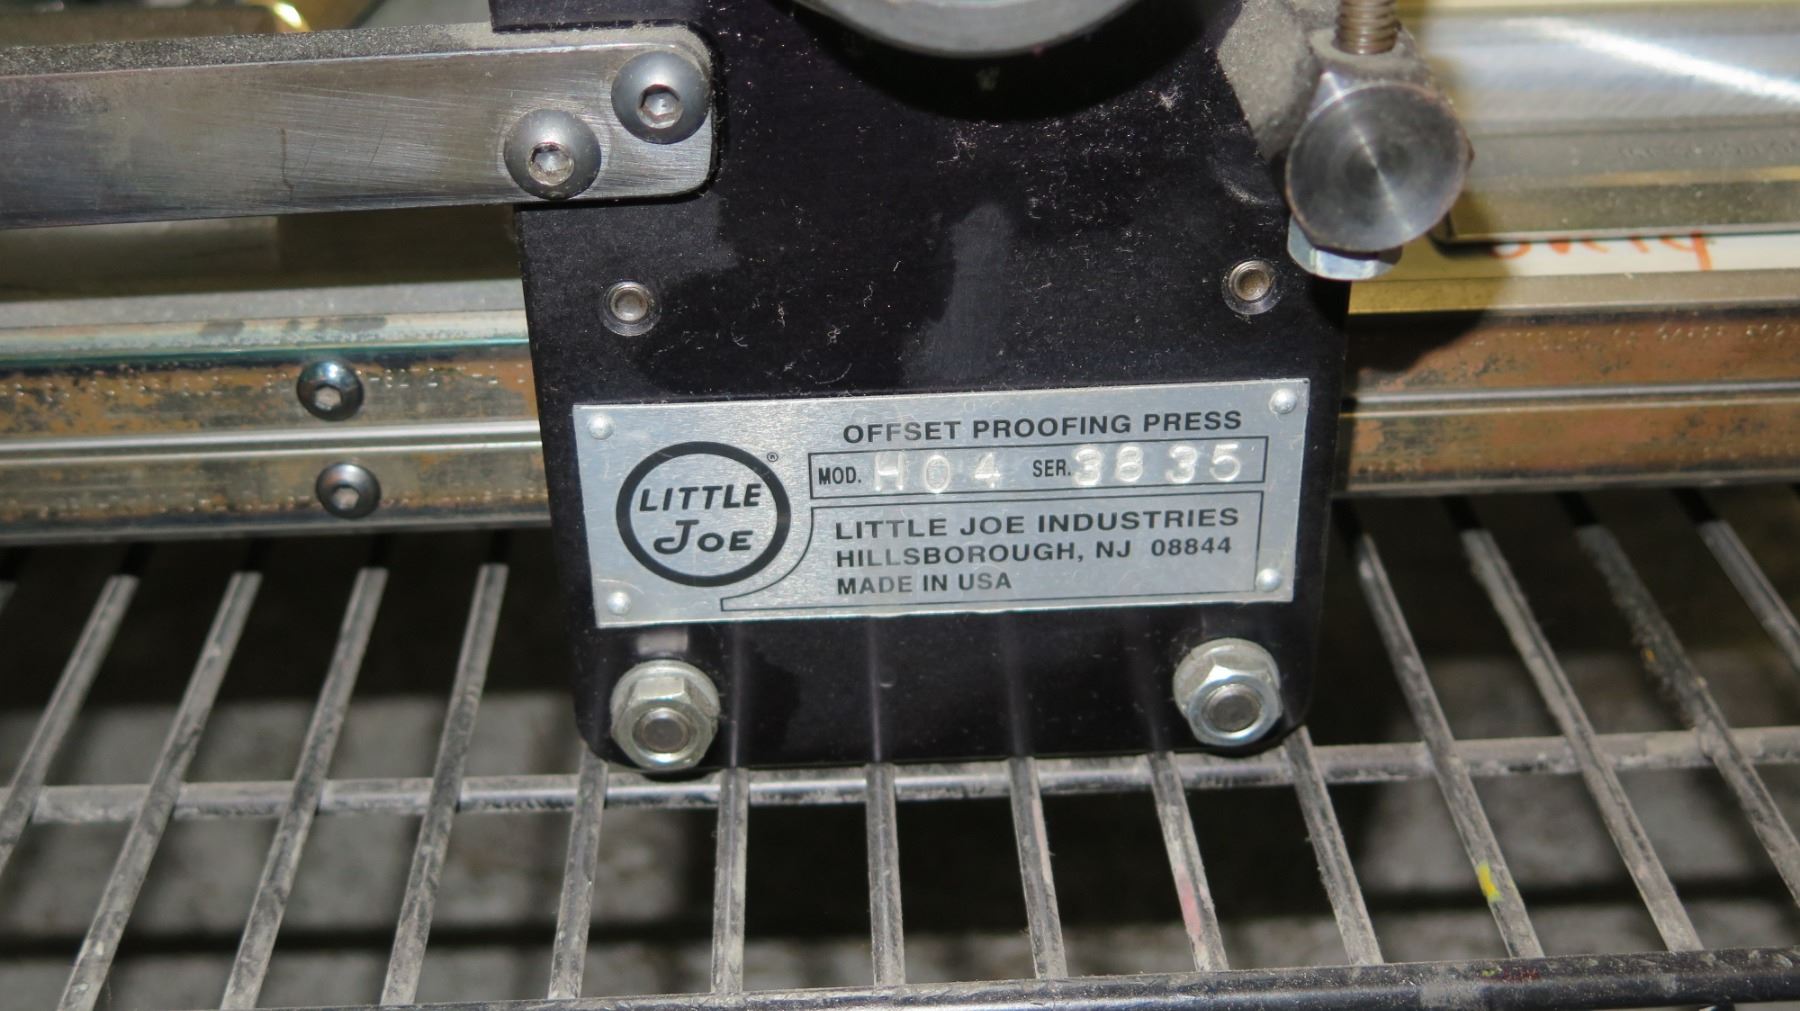 OFFSET PROOFING PRESS
LITTLE JOE ®
MOD. H04 SER. 3835
LITTLE JOE INDUSTRIES
HILLSBOROUGH, NJ 08844
MADE IN USA